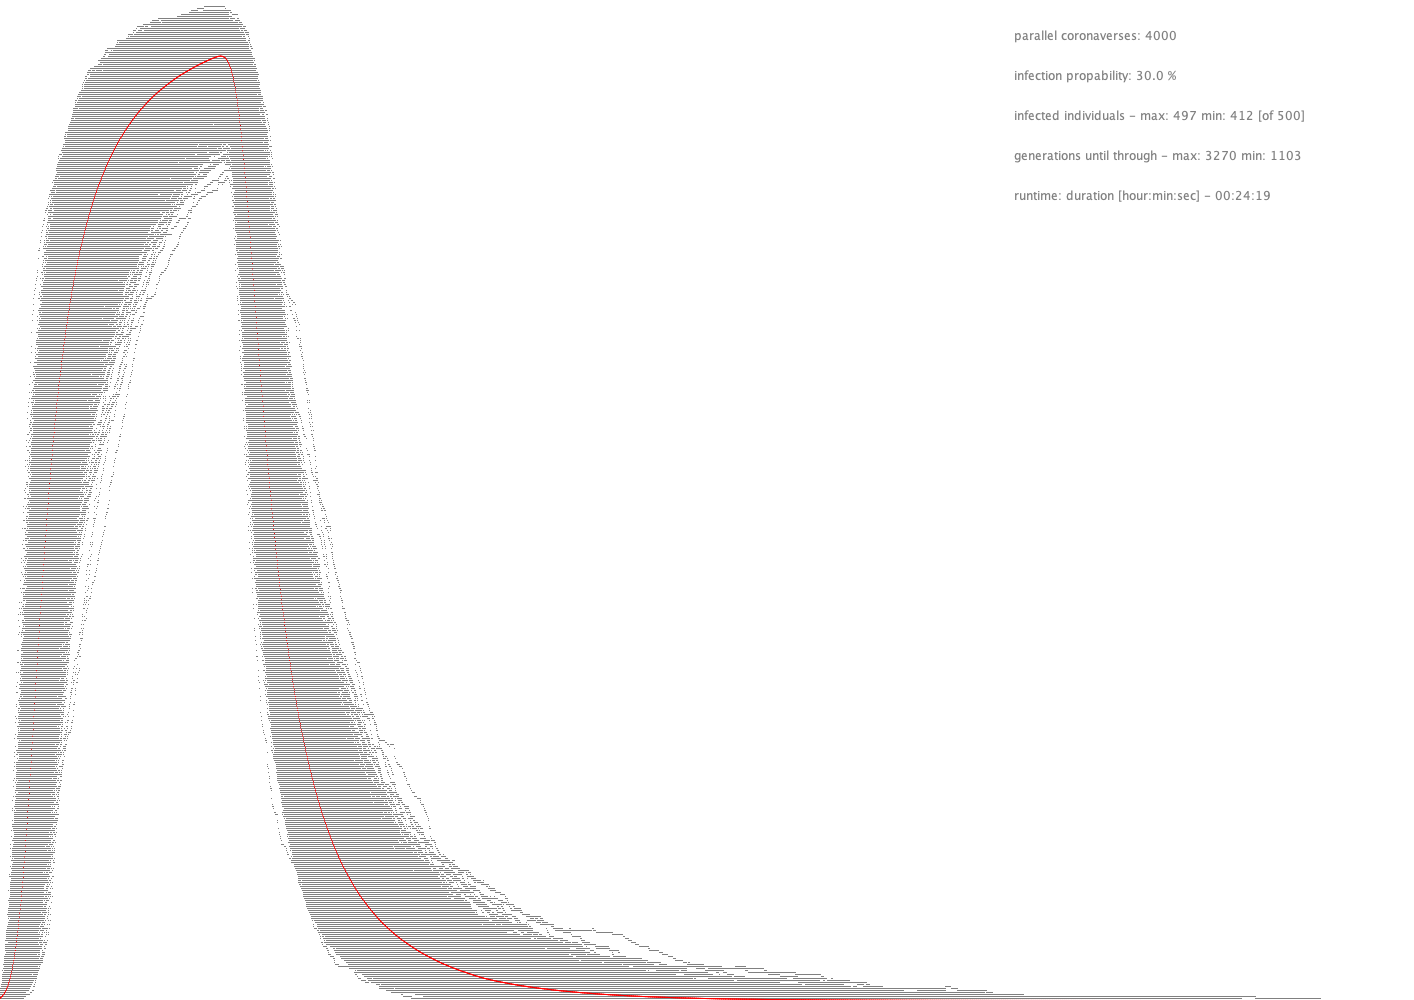 parallel coronaverses: 4000
infection propability: 30.0 %
infected individuals – max: 497 min: 412 [of 500]
generations until through – max: 3270 min: 1103
runtime: duration [hour:min:sec] – 00:24:19